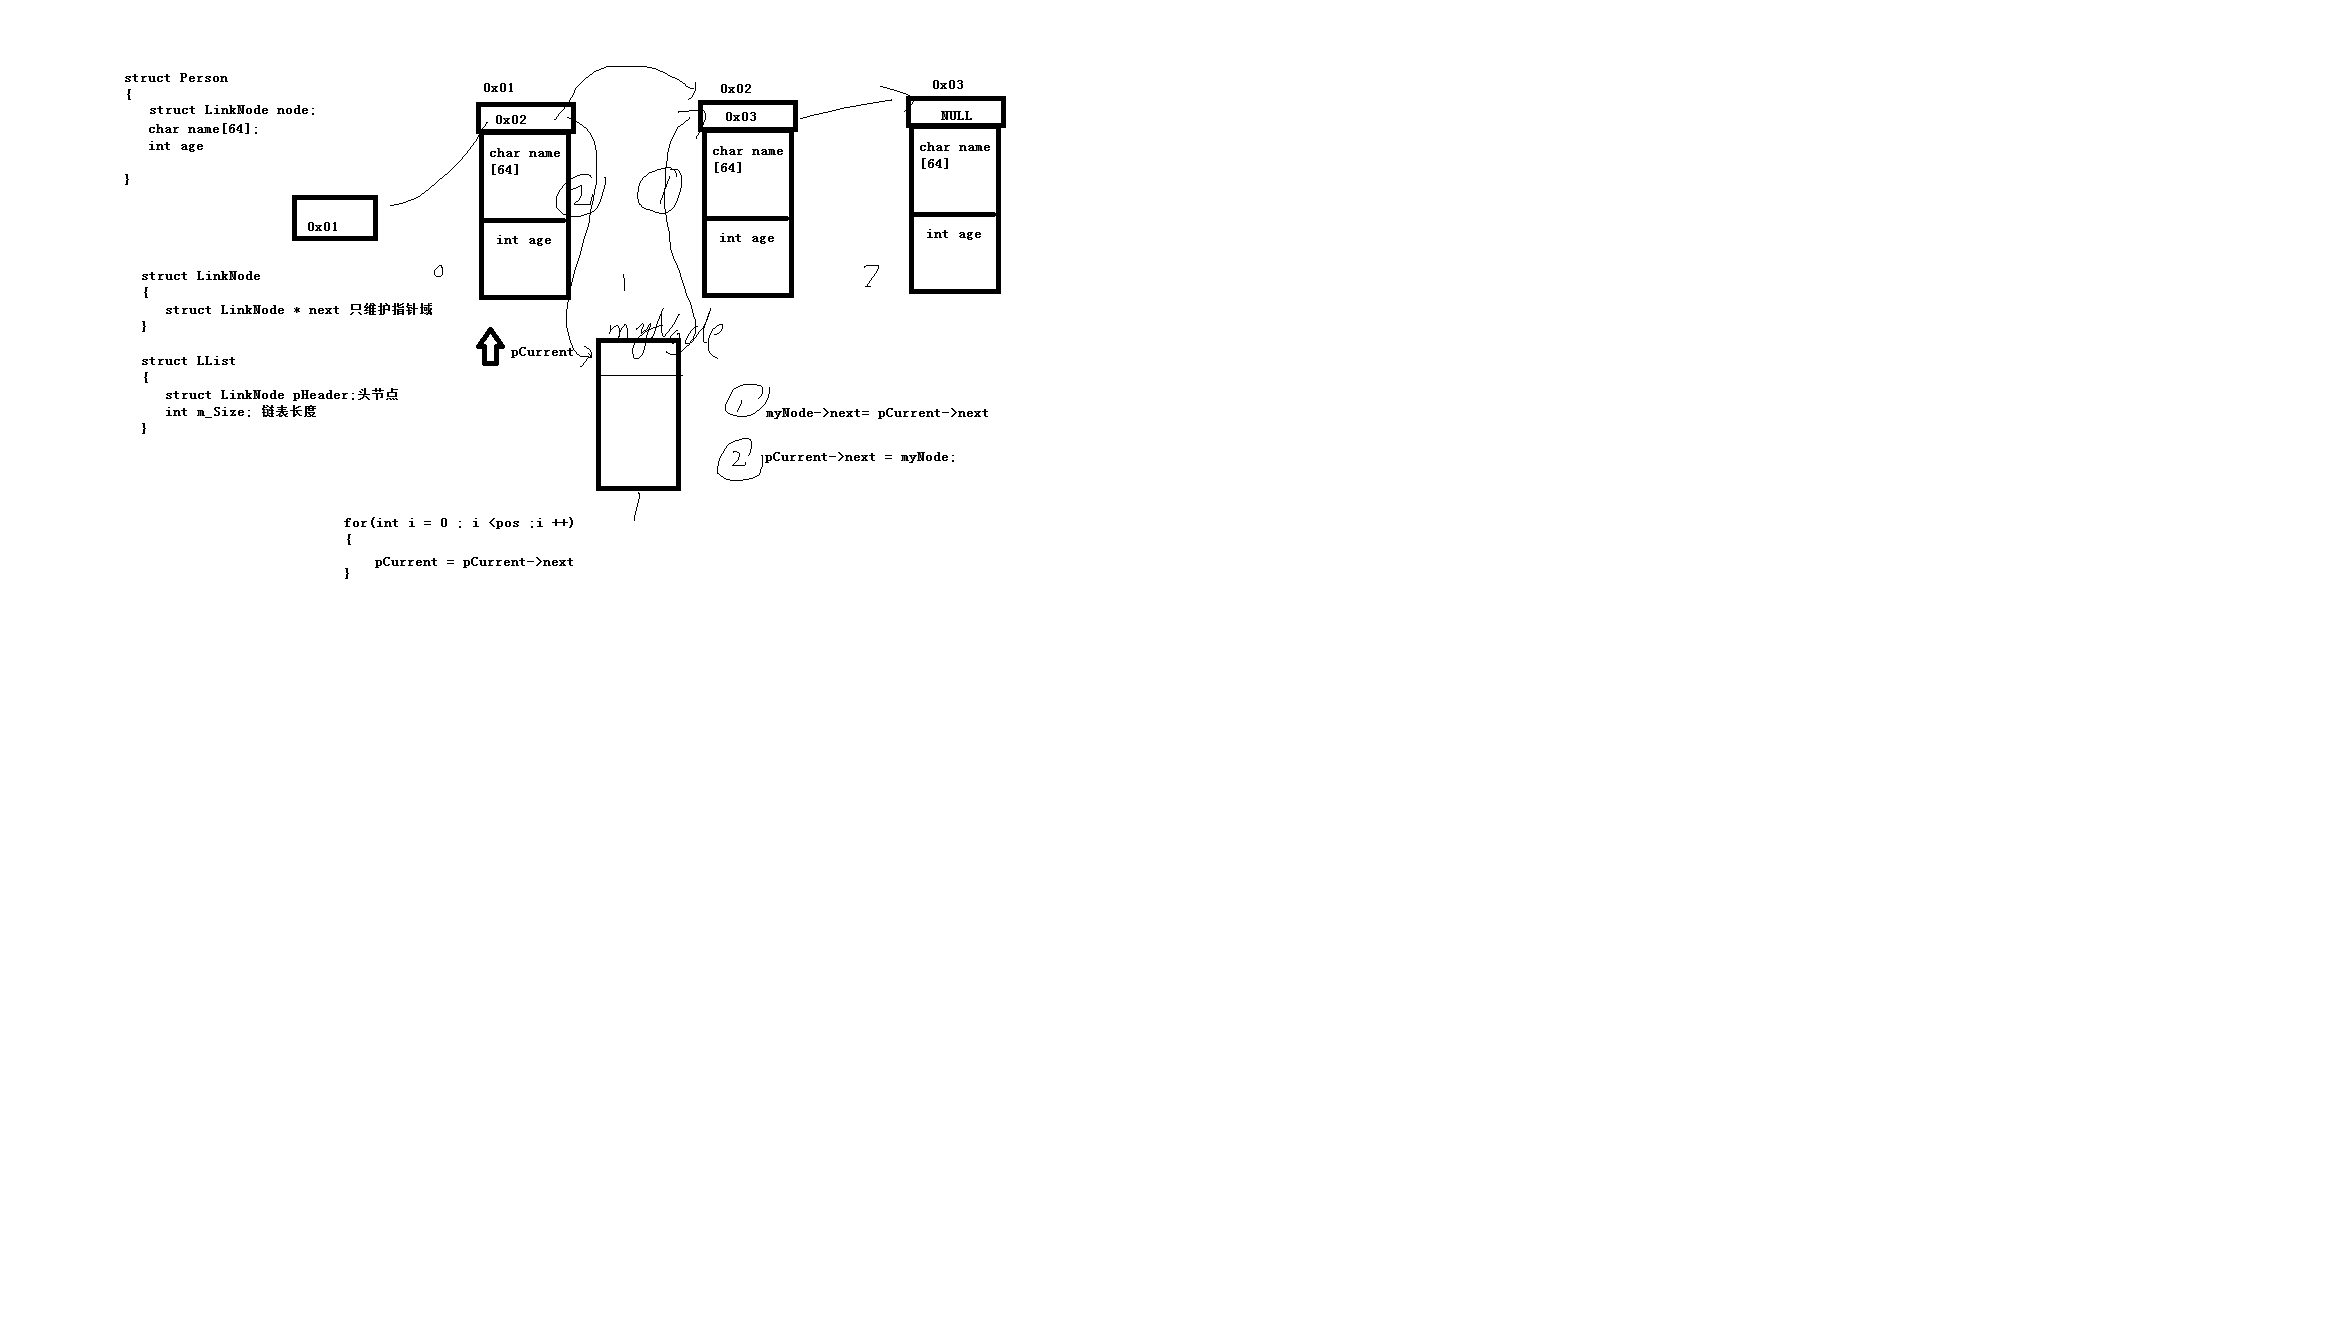 struct Person
{
struct LinkNode node;
char name[64];
int age
}
0x01
struct LinkNode
{
struct LinkNode * next 只维护指针域
}
struct LList
{
struct LinkNode pHeader;头节点
int m_Size; 链表长度
}
0x01
0x02
char name
[64]
int age
0x02
0x03
char name
[64]
int age
0x03
NULL
char name
[64]
int age
2
1
0
1
pCurrent
myNode
1
myNode->next= pCurrent->next
2
pCurrent->next = myNode;
for(int i = 0 ; i <pos ;i ++)
{
pCurrent = pCurrent->next
}